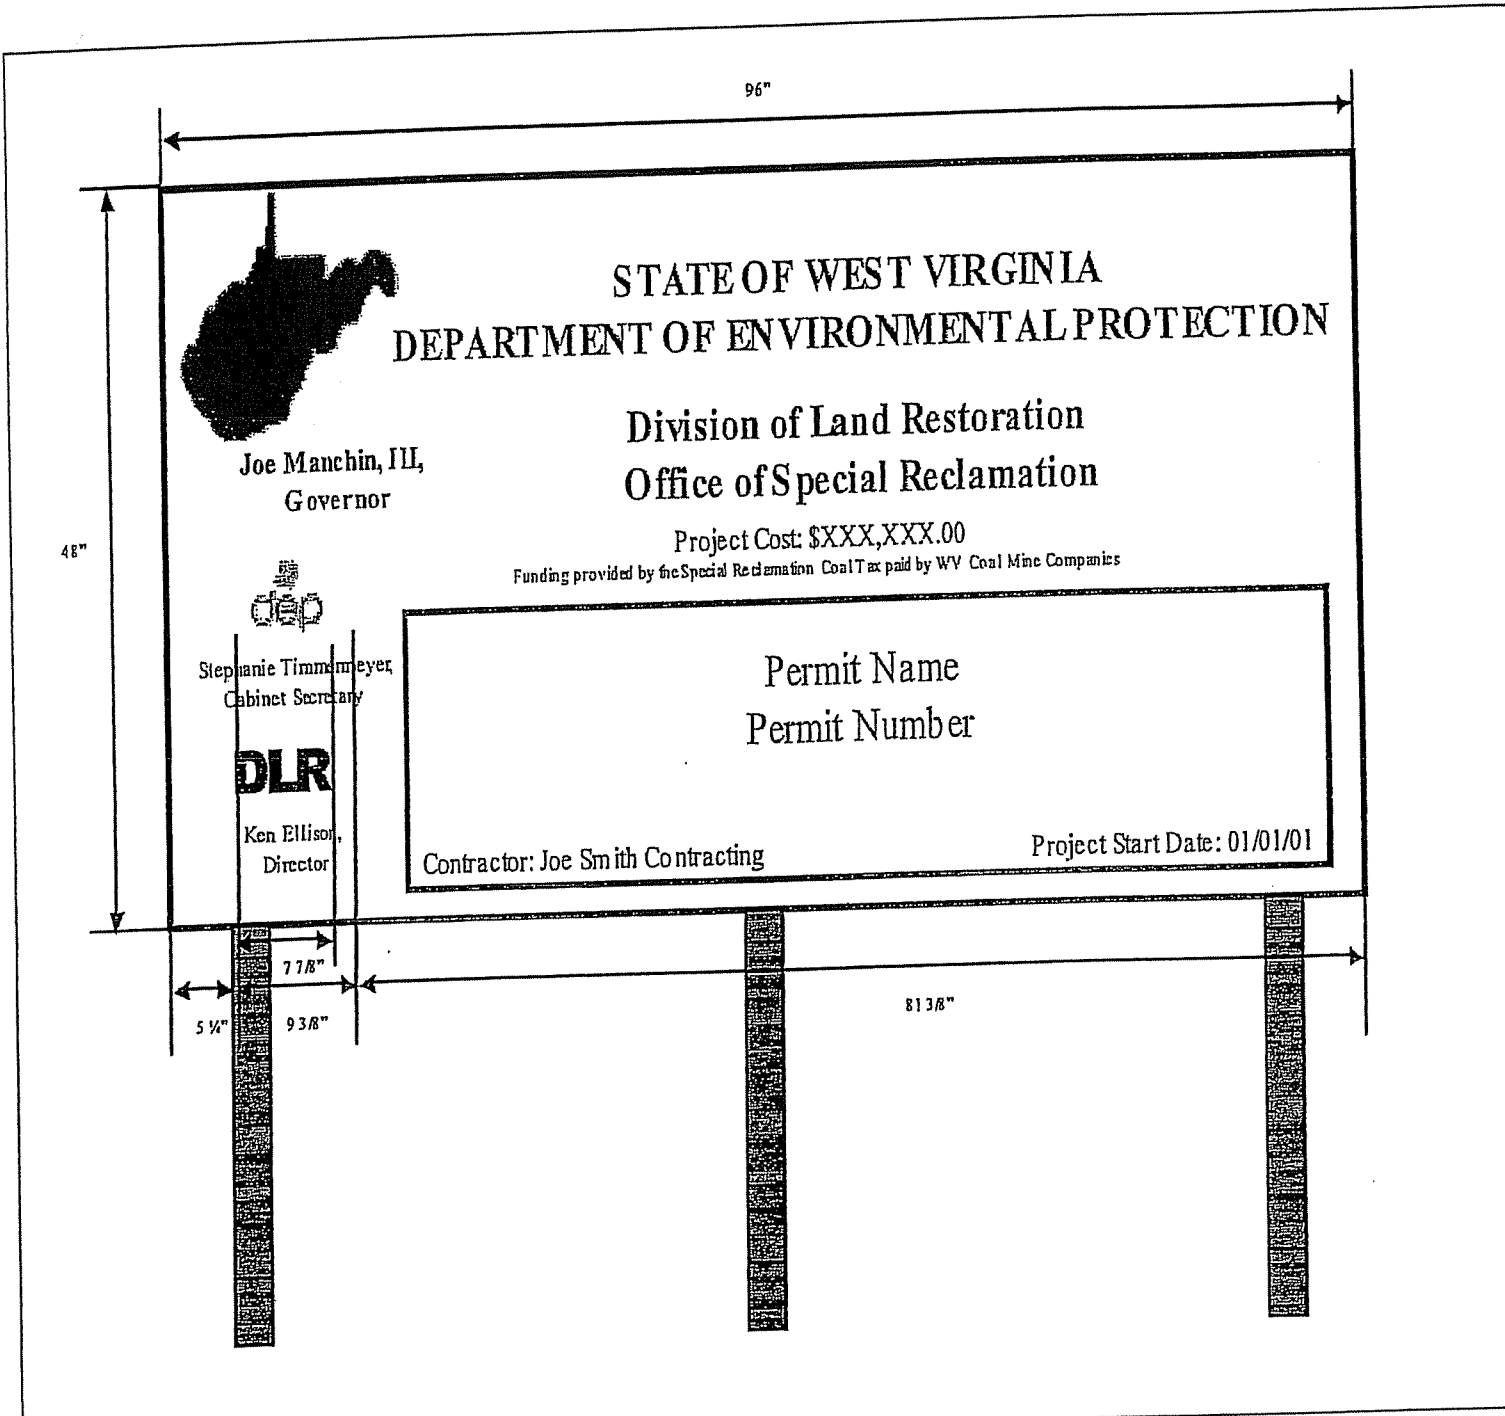 96"
STATE OF WEST VIRGINIA
DEPARTMENT OF ENVIRONMENTAL PROTECTION
Division of Land Restoration
Office of Special Reclamation
Joe Manchin, III,
Governor
48"
Project Cost: $XXX,XXX.00
Funding provided by the Special Reclamation Coal Tax paid by WV Coal Mine Companies
dep
Stephanie Timmermeyer,
Cabinet Secretary
Permit Name
Permit Number
DLR
Ken Ellison,
Director
Contractor: Joe Smith Contracting
Project Start Date: 01/01/01
7 7/8"
5 ¼"
9 3/8"
81 3/8"